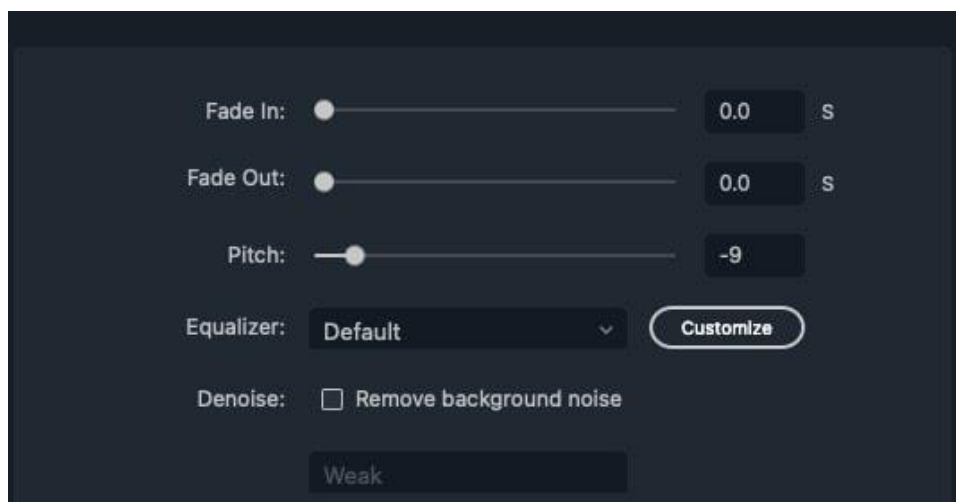 Fade In: 0.0 S
Fade Out: 0.0 S
Pitch: -9
Equalizer: Default Customize
Denoise: Remove background noise
Weak